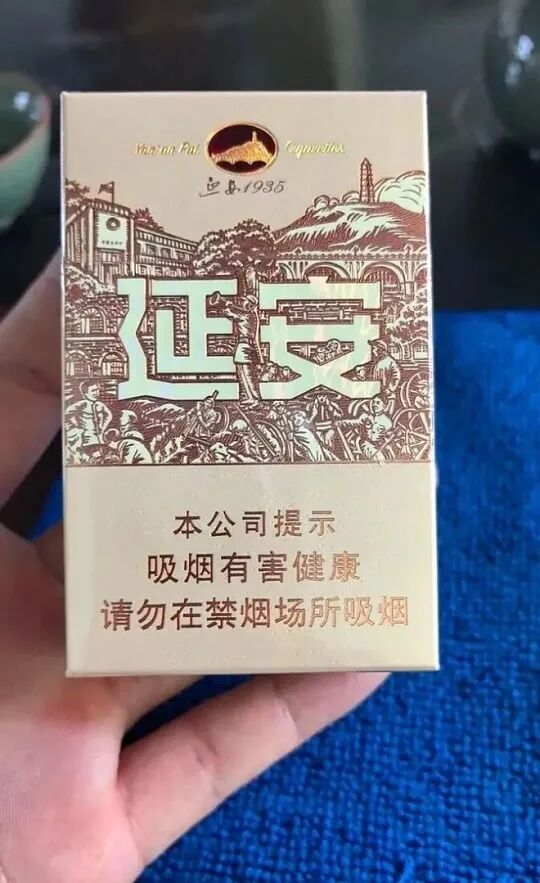 Yan'an Pai Cigarettes
延安1935
延安
本公司提示
吸烟有害健康
请勿在禁烟场所吸烟